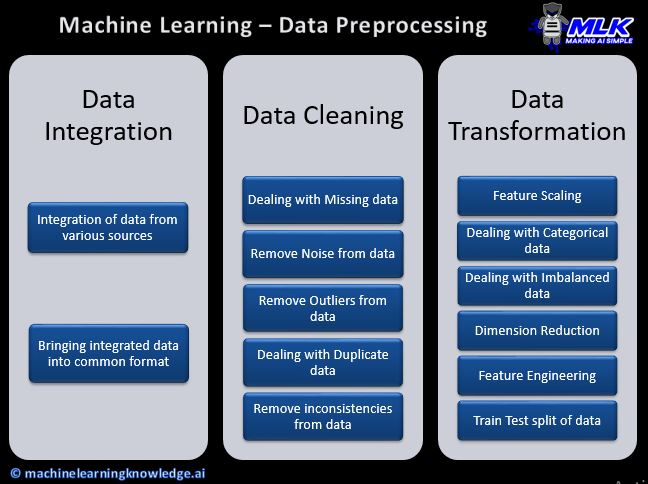 Machine Learning – Data Preprocessing
MLK
MAKING AI SIMPLE
Data
Integration
Integration of data from
various sources
Bringing integrated data
into common format
Data Cleaning
Dealing with Missing data
Remove Noise from data
Remove Outliers from
data
Dealing with Duplicate
data
Remove inconsistencies
from data
Data
Transformation
Feature Scaling
Dealing with Categorical
data
Dealing with Imbalanced
data
Dimension Reduction
Feature Engineering
Train Test split of data
© machinelearningknowledge.ai